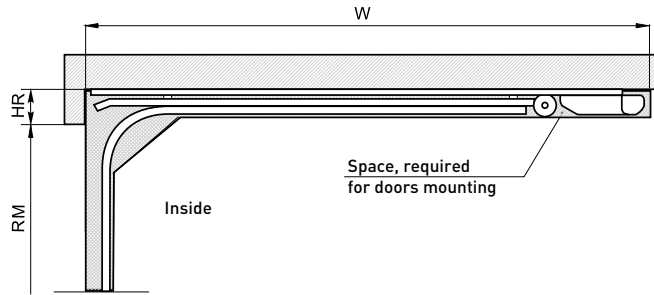 W
HR
RM
Space, required
for doors mounting
Inside